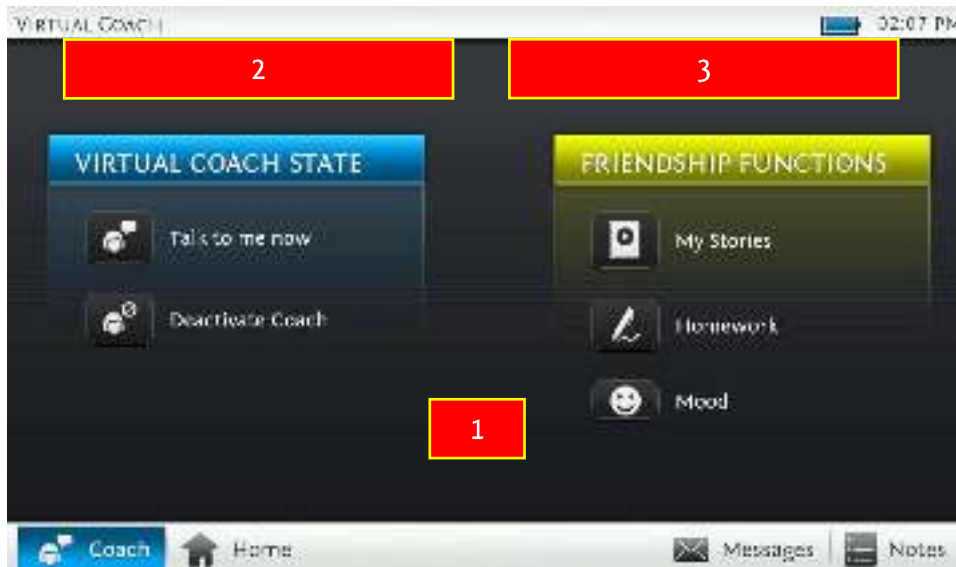 VIRTUAL COACH
02:07 PM
2
3
VIRTUAL COACH STATE
FRIENDSHIP FUNCTIONS
Talk to me now
My Stories
Deactivate Coach
Homework
Mood
1
Coach
Home
Messages
Notes